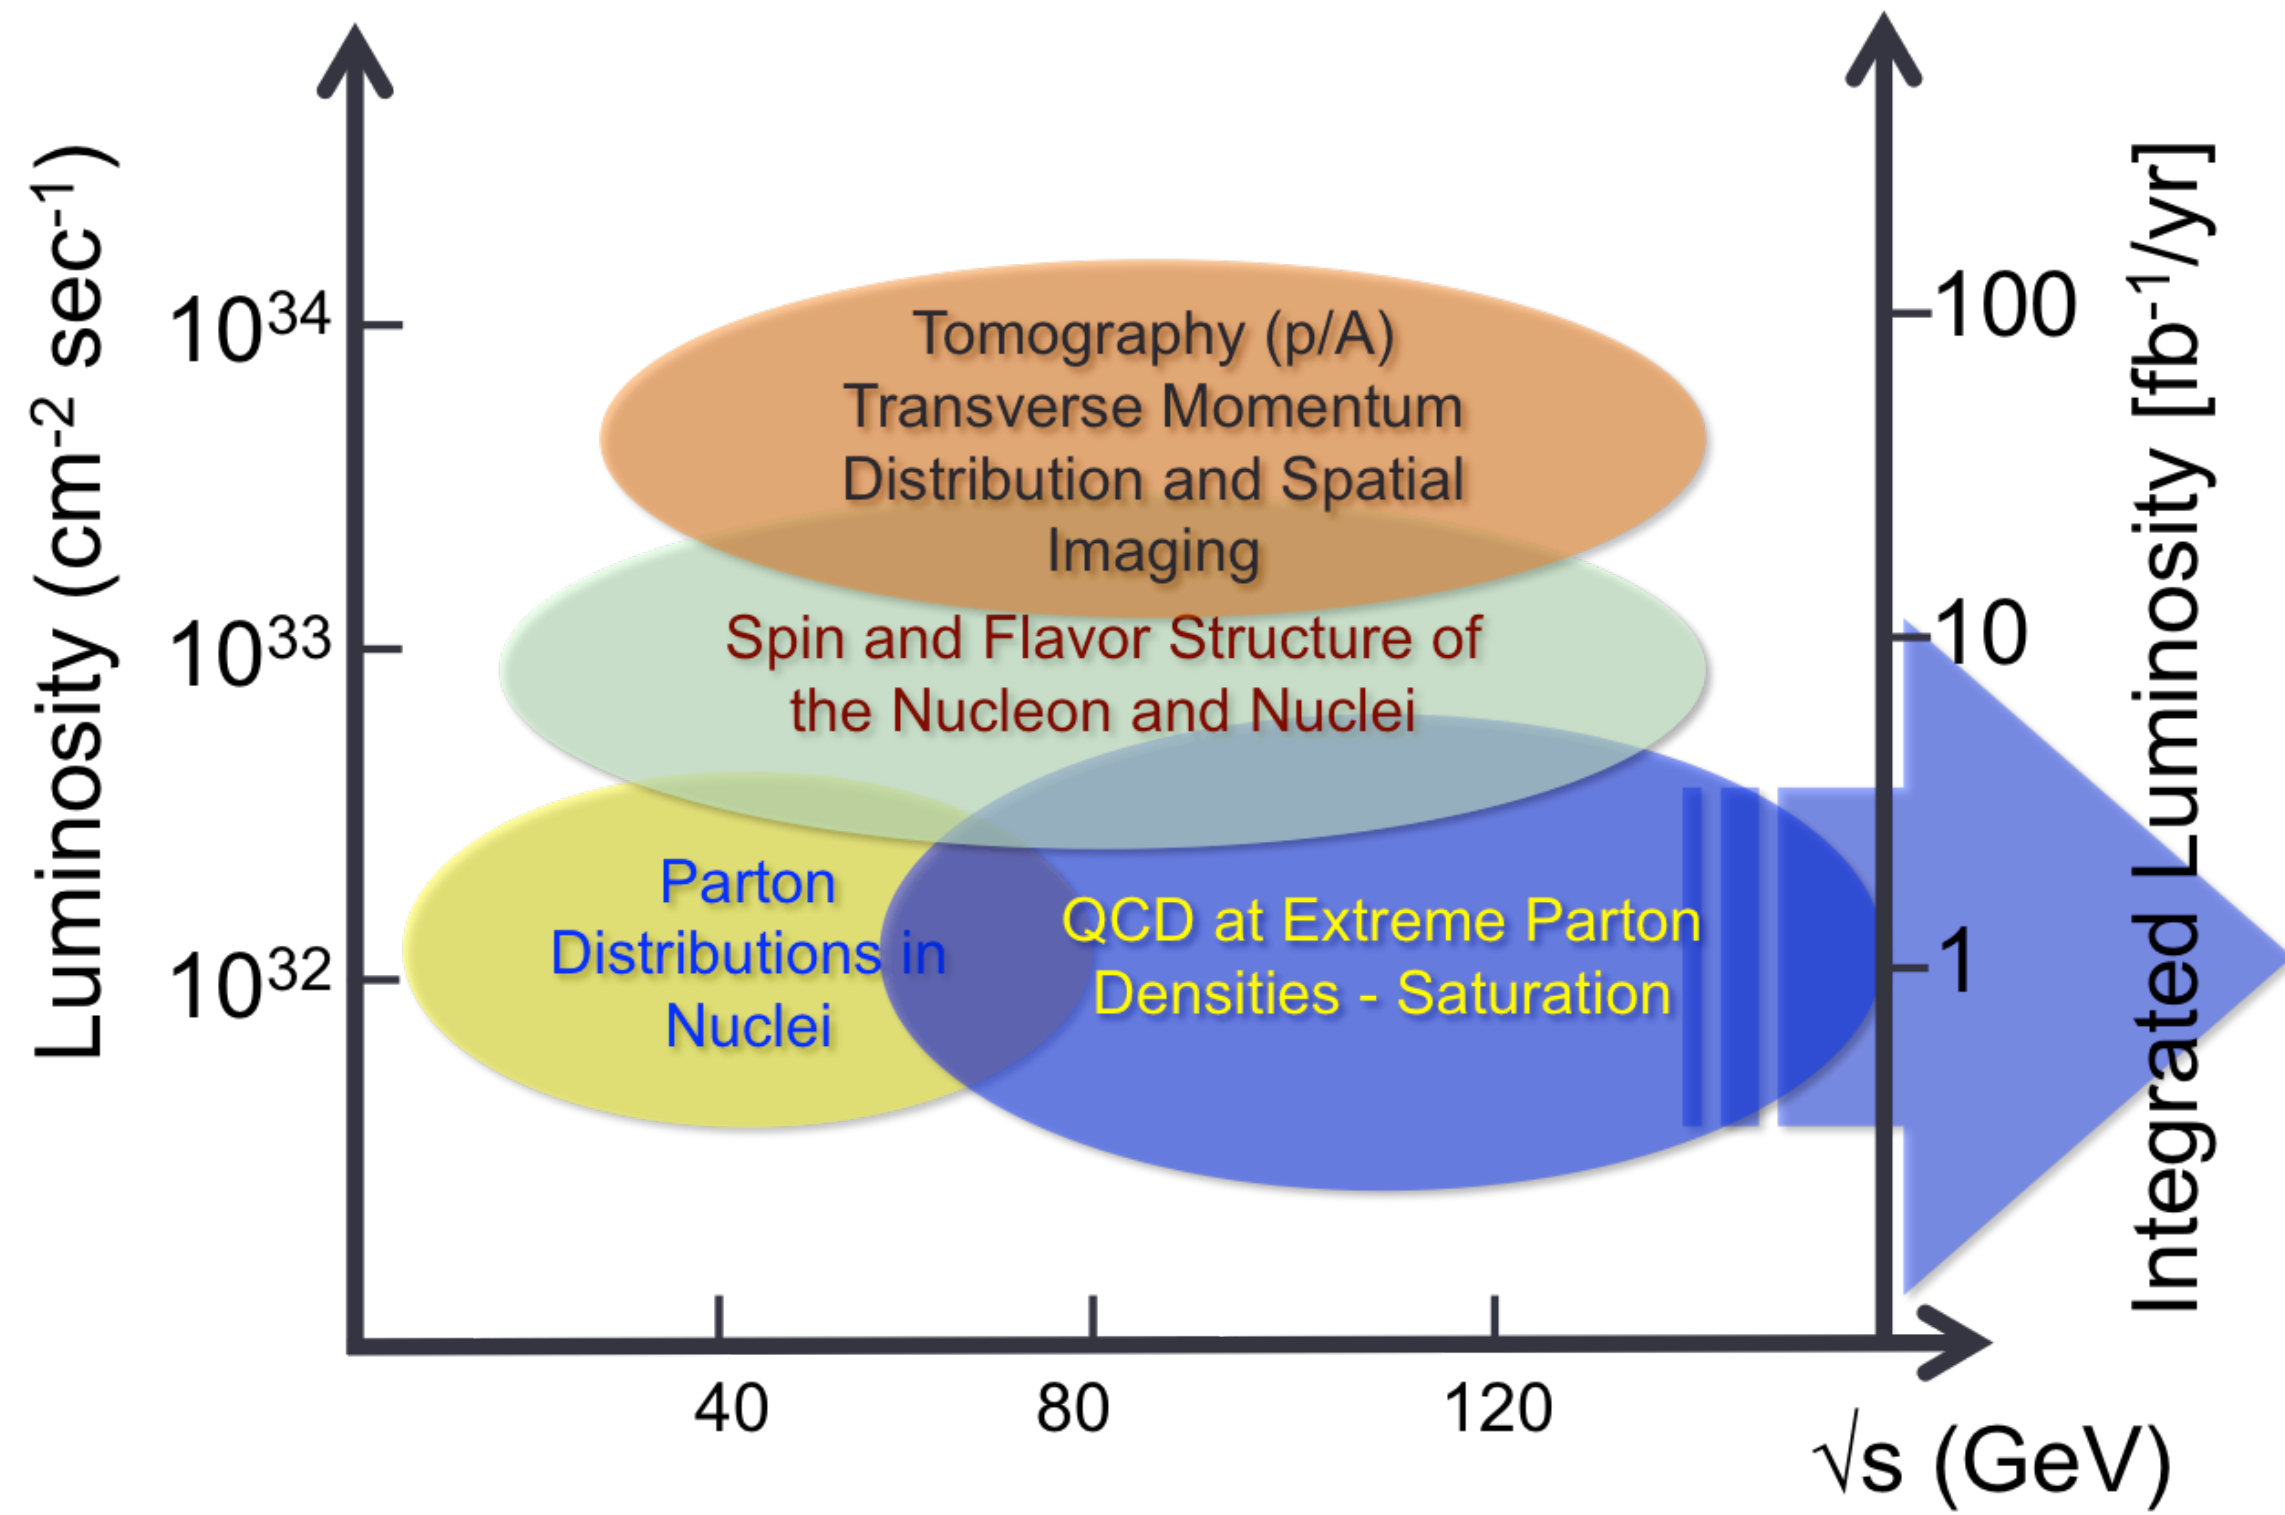 Luminosity (cm-2 sec-1)
10³⁴
10³³
10³²
Tomography (p/A)
Transverse Momentum
Distribution and Spatial
Imaging
Spin and Flavor Structure of
the Nucleon and Nuclei
Parton
Distributions in
Nuclei
QCD at Extreme Parton
Densities - Saturation
100
10
1
Integrated Luminosity [fb-1/yr]
40
80
120
√s (GeV)